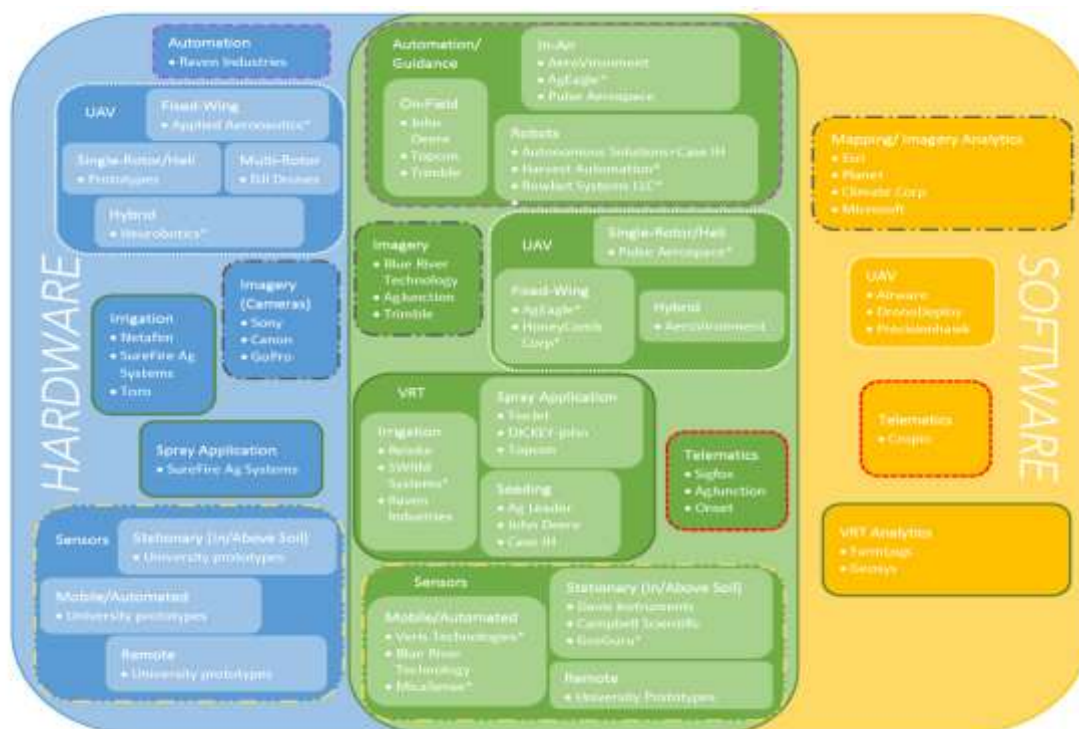 HARDWARE
Automation
• Raven Industries
UAV
Fixed-Wing
• Applied Aeronautics*
Single-Rotor/Heli
• Prototypes
Multi-Rotor
• DJI Drones
Hybrid
• Neurobotics*
Imagery
(Cameras)
• Sony
• Canon
• GoPro
Irrigation
• Netafim
• SureFire Ag
Systems
• Toro
Spray Application
• SureFire Ag Systems
Sensors
Stationary (In/Above Soil)
• University prototypes
Mobile/Automated
• University prototypes
Remote
• University prototypes
Automation/
Guidance
In-Air
• AeroVironment
• AgEagle*
• Pulse Aerospace
On-Field
• John
Deere
• Topcon
• Trimble
Robots
• Autonomous Solutions+Case IH
• Harvest Automation*
• Rowbot Systems LLC*
•
Imagery
• Blue River
Technology
• AgJunction
• Trimble
UAV
Single-Rotor/Heli
• Pulse Aerospace*
Fixed-Wing
• AgEagle*
• HoneyComb
Corp*
Hybrid
• AeroVironment
VRT
Spray Application
• TeeJet
• DICKEY-john
• Topcon
Irrigation
• Reinke
• SWIIM
Systems*
• Raven
Industries
Seeding
• Ag Leader
• John Deere
• Case IH
Telematics
• Sigfox
• AgJunction
• Onset
Sensors
Stationary (In/Above Soil)
• Davis Instruments
• Campbell Scientific
Mobile/Automated
• Veris Technologies*
• Blue River
Technology
• MicaSense*
Remote
• University Prototypes
SOFTWARE
Mapping/ Imagery Analytics
• Esri
• Planet
• Climate Corp
• Microsoft
UAV
• Airware
• DroneDeploy
• PrecisionHawk
Telematics
VRT Analytics
• FarmLogs
• Geosys